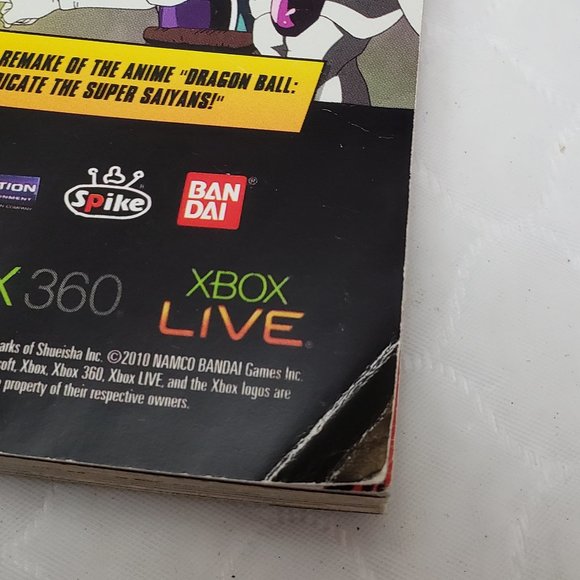 REMAKE OF THE ANIME "DRAGON BALL:
ICATE THE SUPER SAIYANS!"
TION
Spike
BAN
DAI
X 360
XBOX
LIVE
arks of Shueisha Inc. ©2010 NAMCO BANDAI Games Inc.
oft, Xbox, Xbox 360, Xbox LIVE, and the Xbox logos are
property of their respective owners.